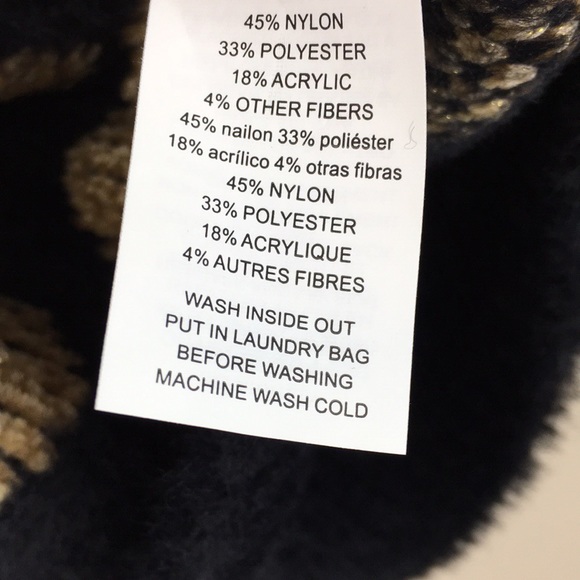 45% NYLON
33% POLYESTER
18% ACRYLIC
4% OTHER FIBERS
45% nailon 33% poliéster
18% acrílico 4% otras fibras
45% NYLON
33% POLYESTER
18% ACRYLIQUE
4% AUTRES FIBRES
WASH INSIDE OUT
PUT IN LAUNDRY BAG
BEFORE WASHING
MACHINE WASH COLD